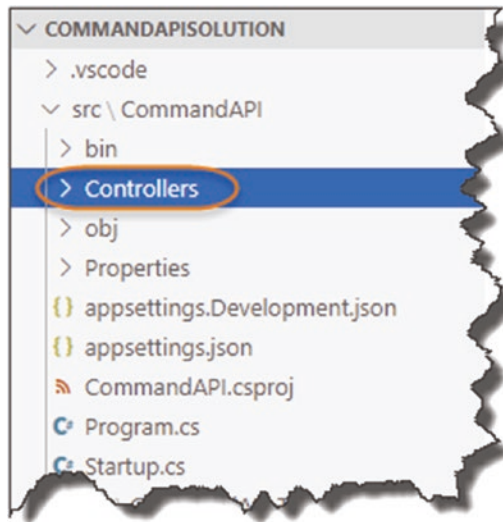 COMMANDAPISOLUTION
.vscode
src \ CommandAPI
bin
Controllers
obj
Properties
{} appsettings.Development.json
{} appsettings.json
CommandAPI.csproj
C# Program.cs
C# Startup.cs